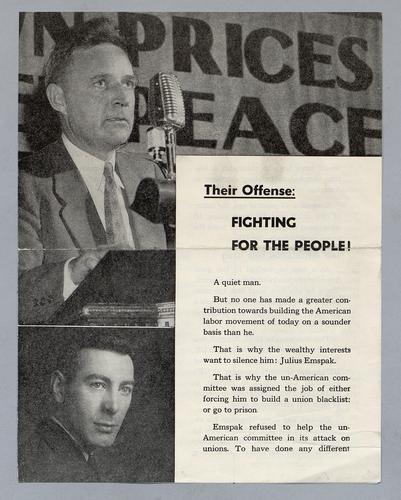 N PRICES
PEACE
Their Offense:
FIGHTING
FOR THE PEOPLE!
A quiet man.
But no one has made a greater con-
tribution towards building the American
labor movement of today on a sounder
basis than he.
That is why the wealthy interests
want to silence him: Julius Emspak.
That is why the un-American com-
mittee was assigned the job of either
forcing him to build a union blacklist:
or go to prison
Emspak refused to help the un-
American committee in its attack on
unions. To have done any different